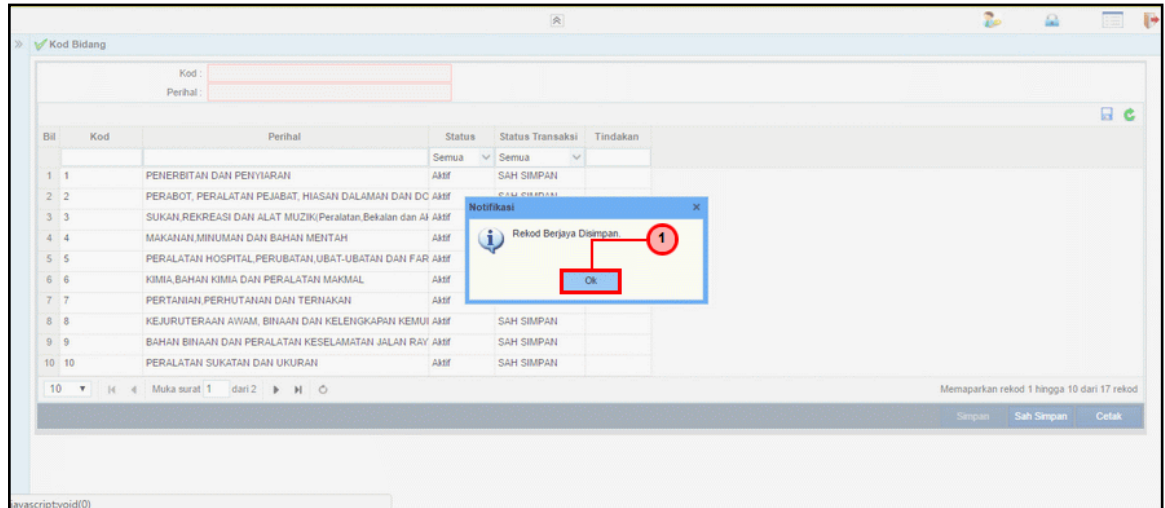 Kod Bidang
Kod :
Perihal :
Bil Kod Perihal Status Status Transaksi Tindakan
Semua Semua
1 1 PENERBITAN DAN PENYIARAN Aktif SAH SIMPAN
2 2 PERABOT, PERALATAN PEJABAT, HIASAN DALAMAN DAN DO Aktif SAH SIMPAN
Notifikasi
3 3 SUKAN,REKREASI DAN ALAT MUZIK(Peralatan,Bekalan dan Al Aktif
Rekod Berjaya Disimpan.
1
4 4 MAKANAN,MINUMAN DAN BAHAN MENTAH Aktif
5 5 PERALATAN HOSPITAL,PERUBATAN,UBAT-UBATAN DAN FAR Aktif
6 6 KIMIA,BAHAN KIMIA DAN PERALATAN MAKMAL Aktif
Ok
7 7 PERTANIAN,PERHUTANAN DAN TERNAKAN Aktif
8 8 KEJURUTERAAN AWAM, BINAAN DAN KELENGKAPAN KEMU Aktif SAH SIMPAN
9 9 BAHAN BINAAN DAN PERALATAN KESELAMATAN JALAN RAY Aktif SAH SIMPAN
10 10 PERALATAN SUKATAN DAN UKURAN Aktif SAH SIMPAN
10 Muka surat 1 dari 2 Memaparkan rekod 1 hingga 10 dari 17 rekod
Simpan Sah Simpan Cetak
javascript:void(0)